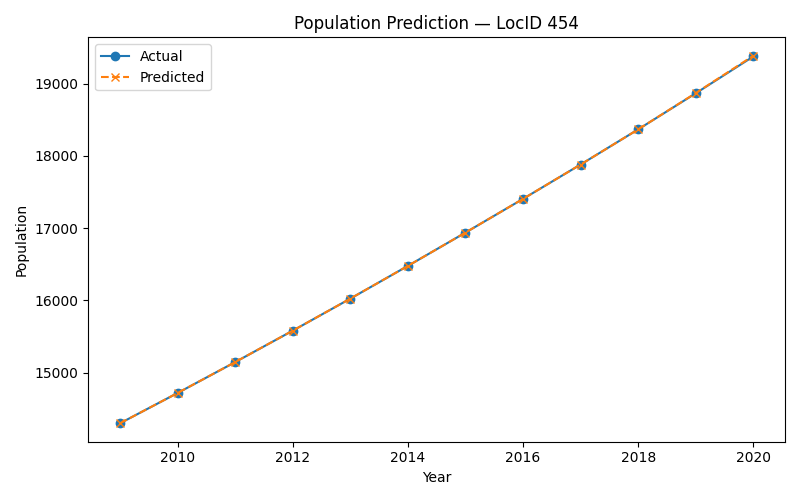 Population Prediction — LocID 454
Actual
Predicted
19000
18000
17000
16000
15000
Population
2010 2012 2014 2016 2018 2020
Year